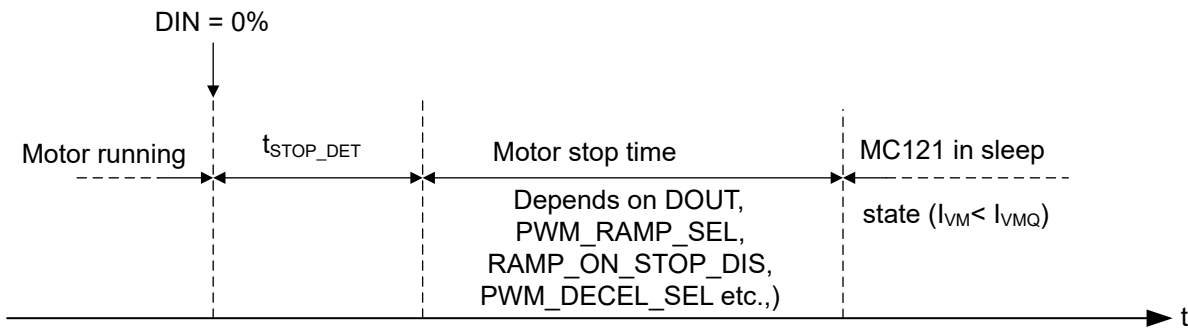 DIN = 0%
Motor running
tSTOP_DET
Motor stop time
MC121 in sleep
Depends on DOUT,
PWM_RAMP_SEL,
RAMP_ON_STOP_DIS,
PWM_DECEL_SEL etc.,)
state (IVM< IVMQ)
t